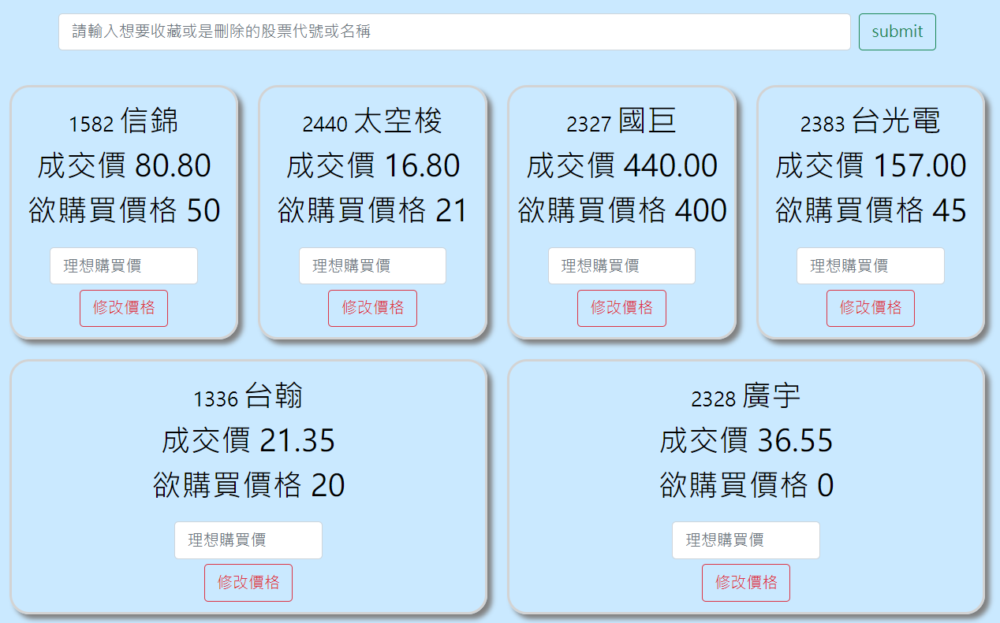 請輸入想要收藏或是刪除的股票代號或名稱
submit
1582 信錦
成交價 80.80
欲購買價格 50
理想購買價
修改價格
2440 太空梭
成交價 16.80
欲購買價格 21
理想購買價
修改價格
2327 國巨
成交價 440.00
欲購買價格 400
理想購買價
修改價格
2383 台光電
成交價 157.00
欲購買價格 45
理想購買價
修改價格
1336 台翰
成交價 21.35
欲購買價格 20
理想購買價
修改價格
2328 廣宇
成交價 36.55
欲購買價格 0
理想購買價
修改價格